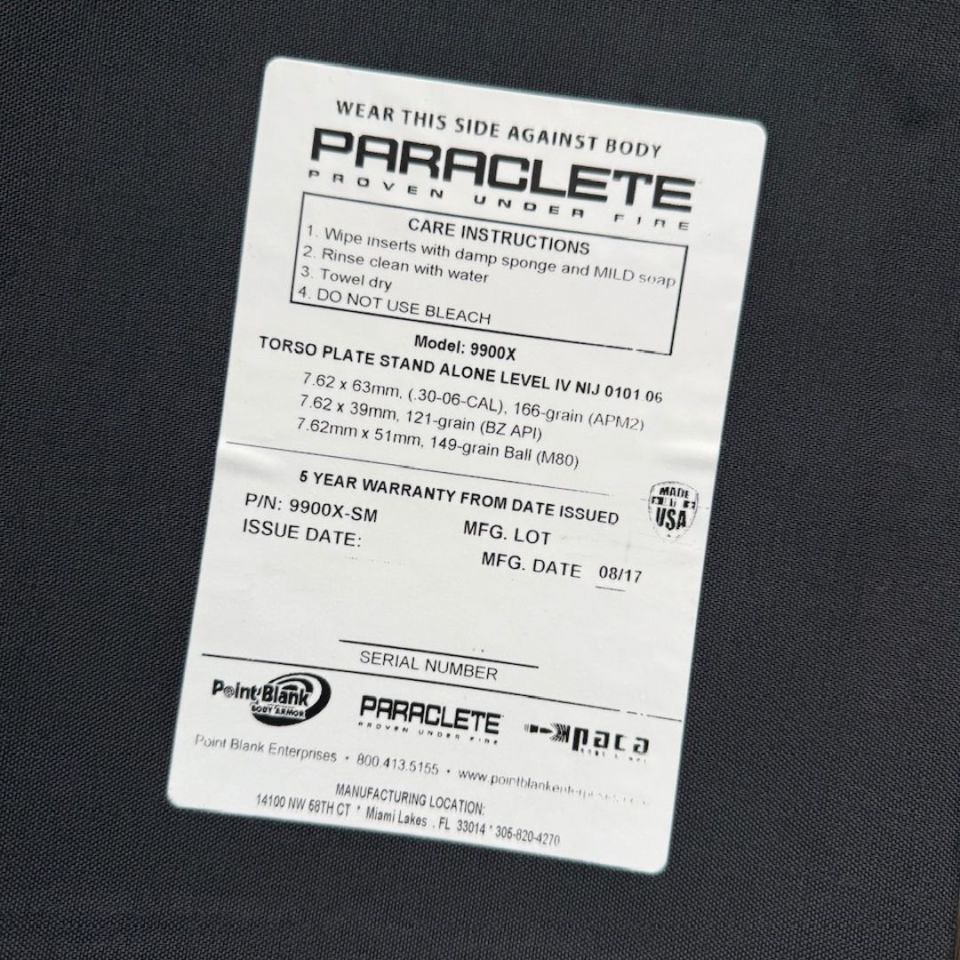 WEAR THIS SIDE AGAINST BODY
PARACLETE
PROVEN UNDER FIRE
CARE INSTRUCTIONS
1. Wipe inserts with damp sponge and MILD soap
2. Rinse clean with water
3. Towel dry
4. DO NOT USE BLEACH
Model: 9900X
TORSO PLATE STAND ALONE LEVEL IV NIJ 0101 06
7.62 x 63mm, (.30-06-CAL), 166-grain (APM2)
7.62 x 39mm, 121-grain (BZ API)
7.62mm x 51mm, 149-grain Ball (M80)
5 YEAR WARRANTY FROM DATE ISSUED
MADE
USA
P/N: 9900X-SM MFG. LOT
ISSUE DATE: MFG. DATE 08/17
SERIAL NUMBER
Point Blank
BODY ARMOR
PARACLETE
PROVEN UNDER FIRE
paca
Point Blank Enterprises • 800.413.5155 • www.pointblankenterprises.com
MANUFACTURING LOCATION:
14100 NW 58TH CT * Miami Lakes . FL 33014 * 305-820-4270